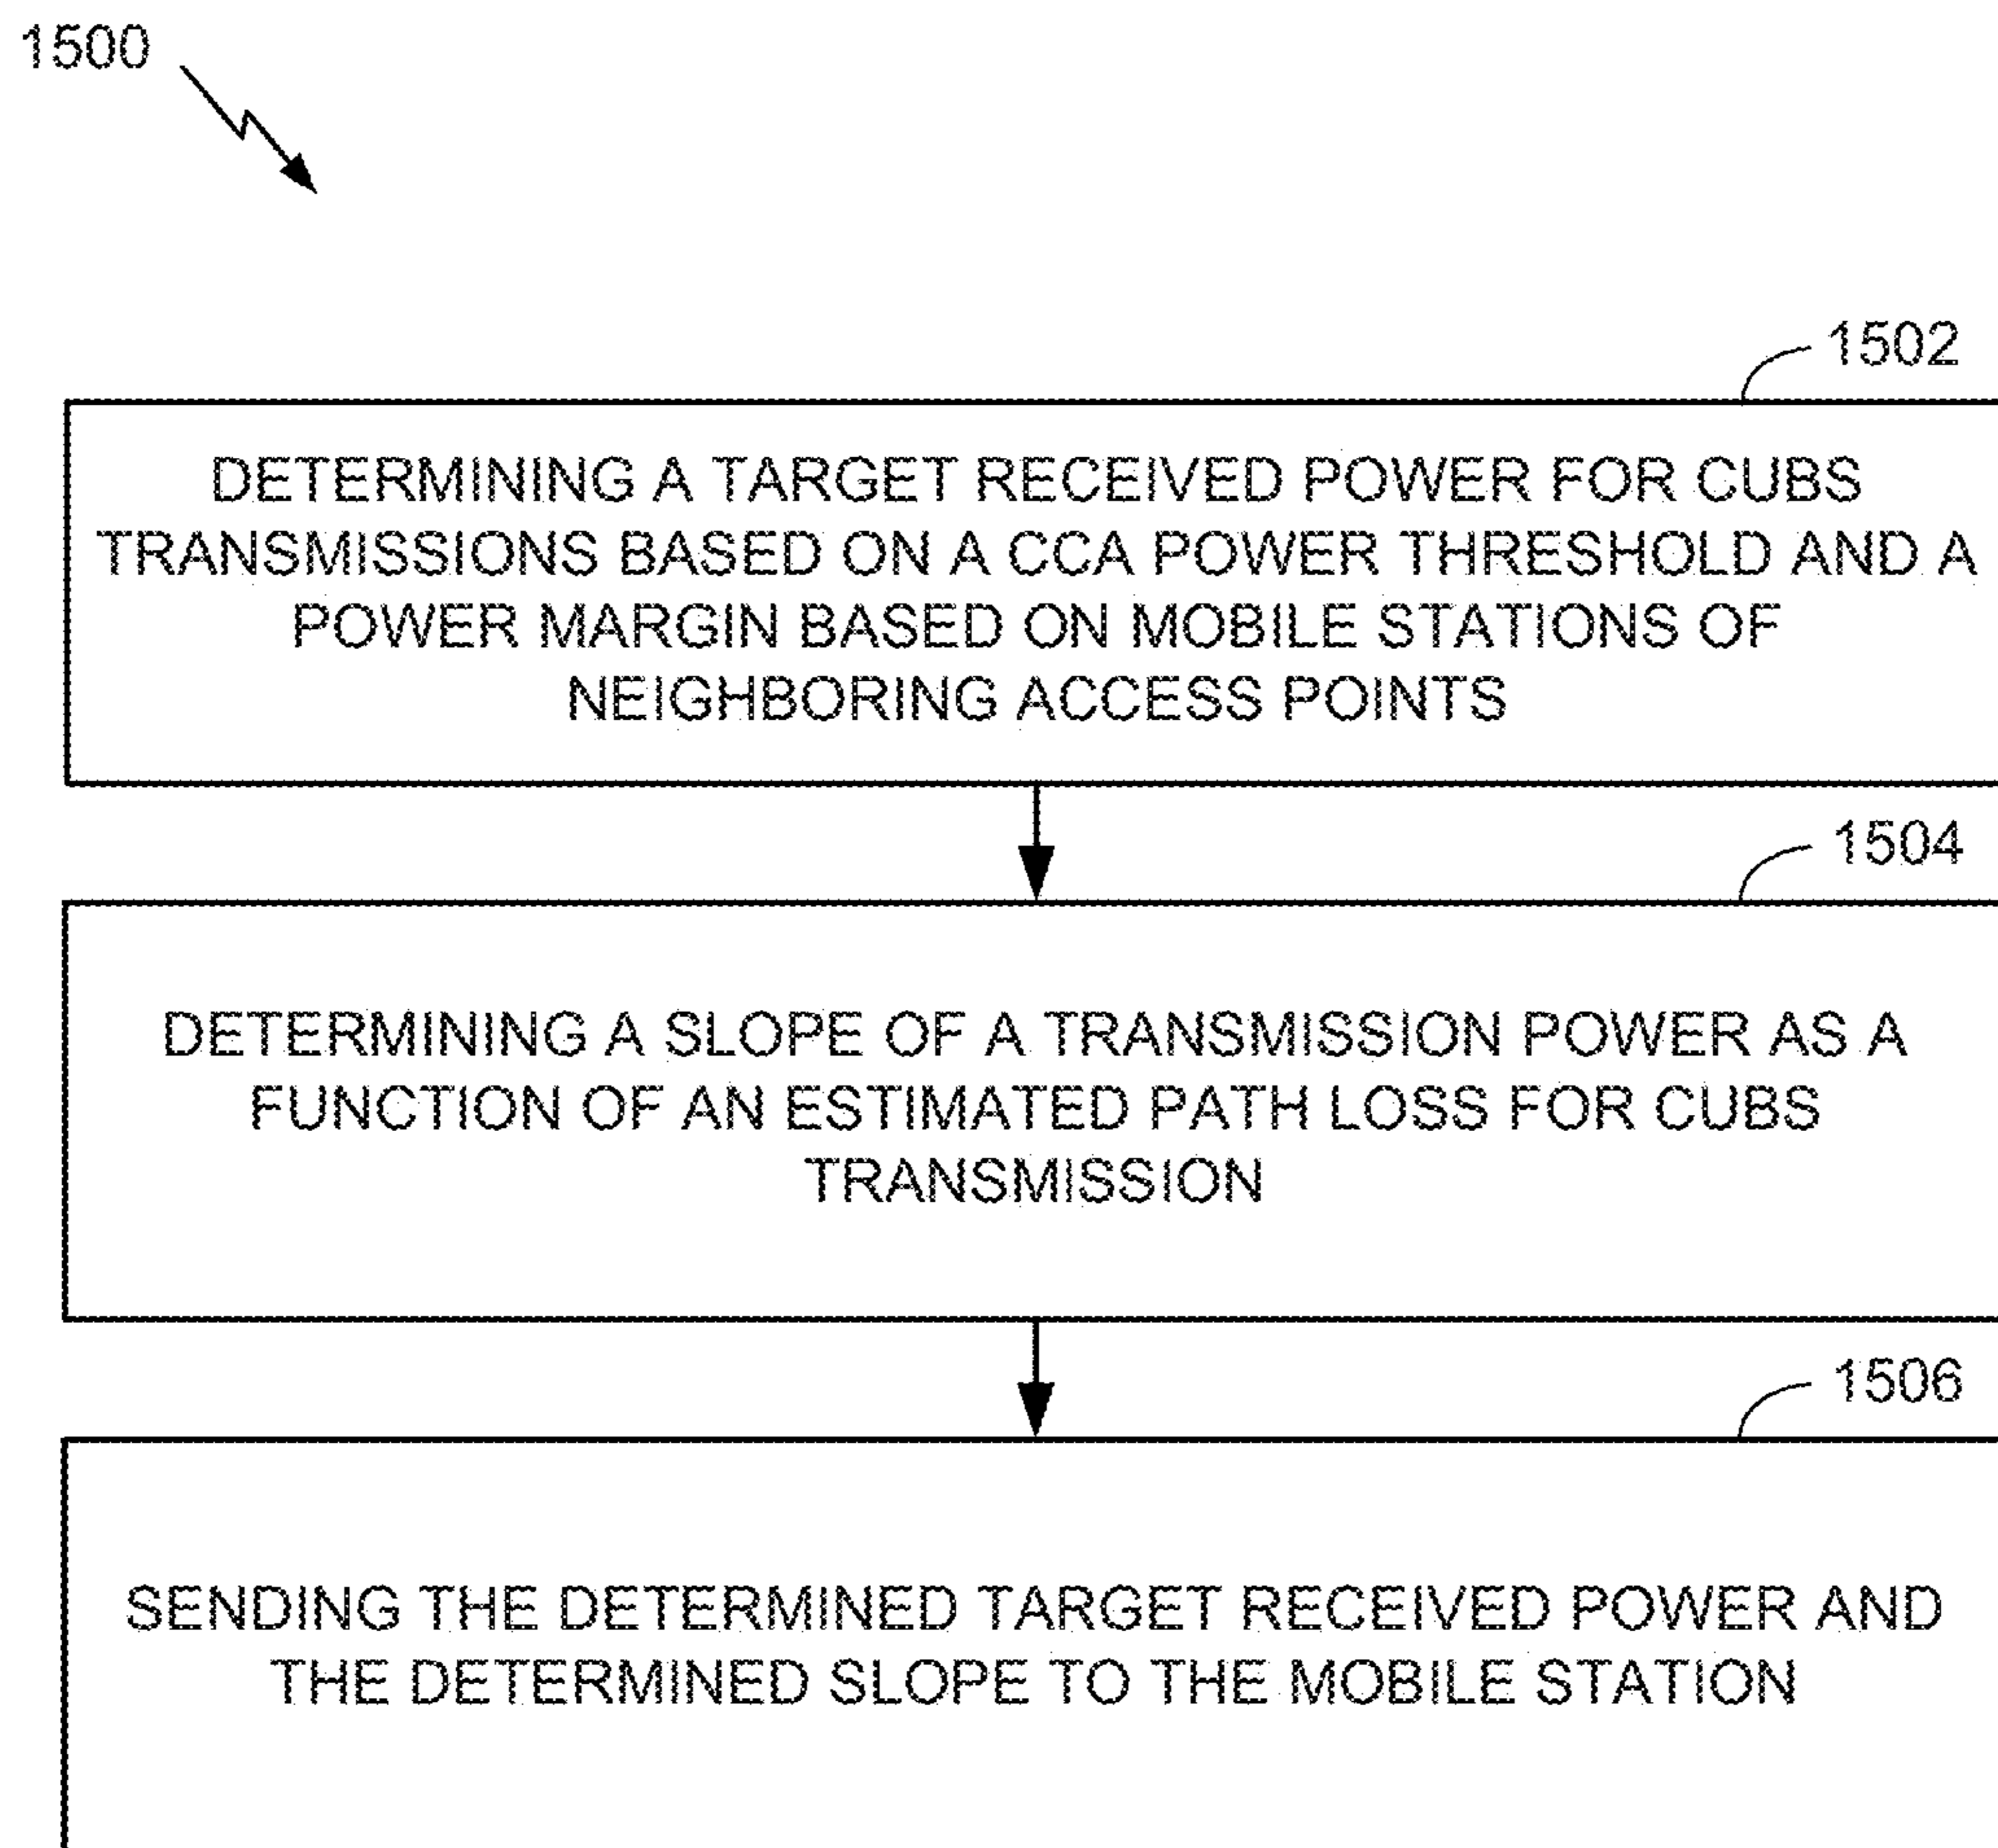 1500
1502
DETERMINING A TARGET RECEIVED POWER FOR CUBS
TRANSMISSIONS BASED ON A CCA POWER THRESHOLD AND A
POWER MARGIN BASED ON MOBILE STATIONS OF
NEIGHBORING ACCESS POINTS
1504
DETERMINING A SLOPE OF A TRANSMISSION POWER AS A
FUNCTION OF AN ESTIMATED PATH LOSS FOR CUBS
TRANSMISSION
1506
SENDING THE DETERMINED TARGET RECEIVED POWER AND
THE DETERMINED SLOPE TO THE MOBILE STATION